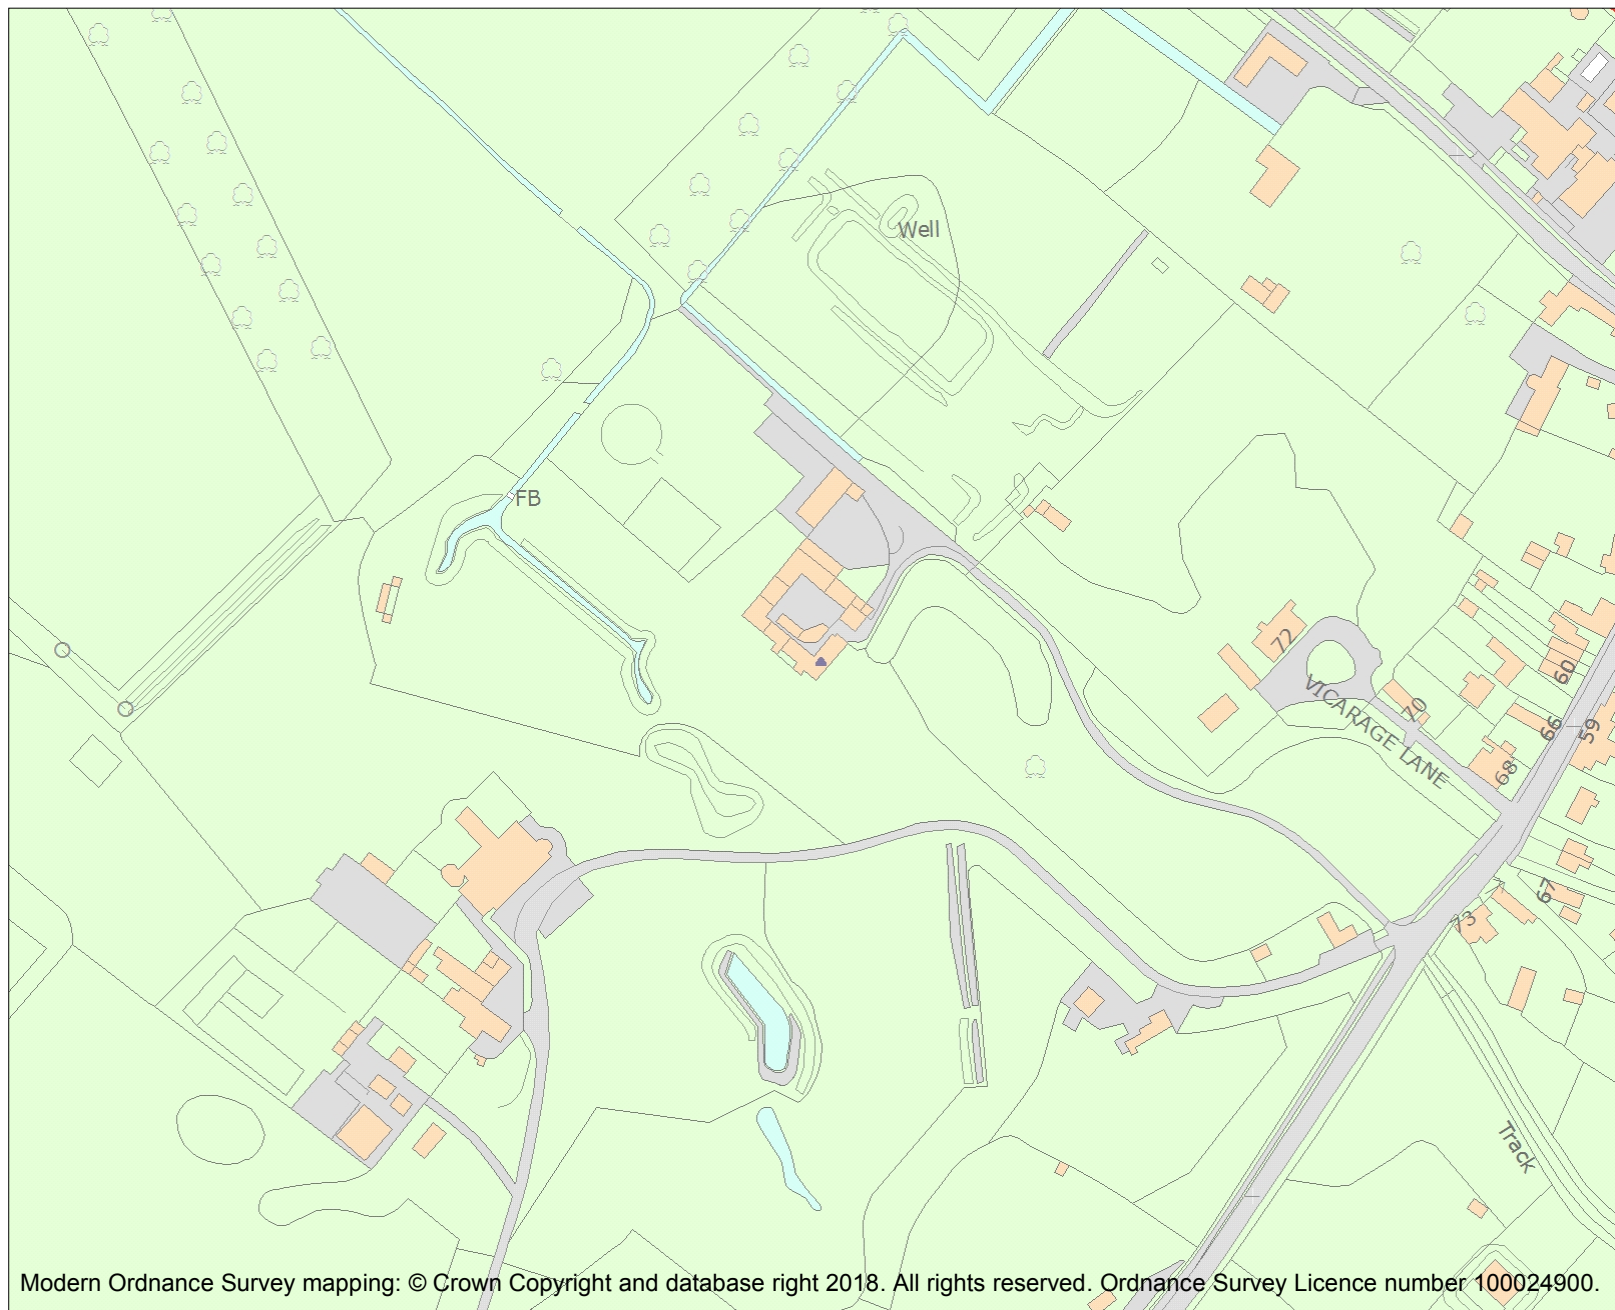 Well
FB
72
VICARAGE LANE
70
60
66
59
68
67
73
Track
Modern Ordnance Survey mapping: © Crown Copyright and database right 2018. All rights reserved. Ordnance Survey Licence number 100024900.